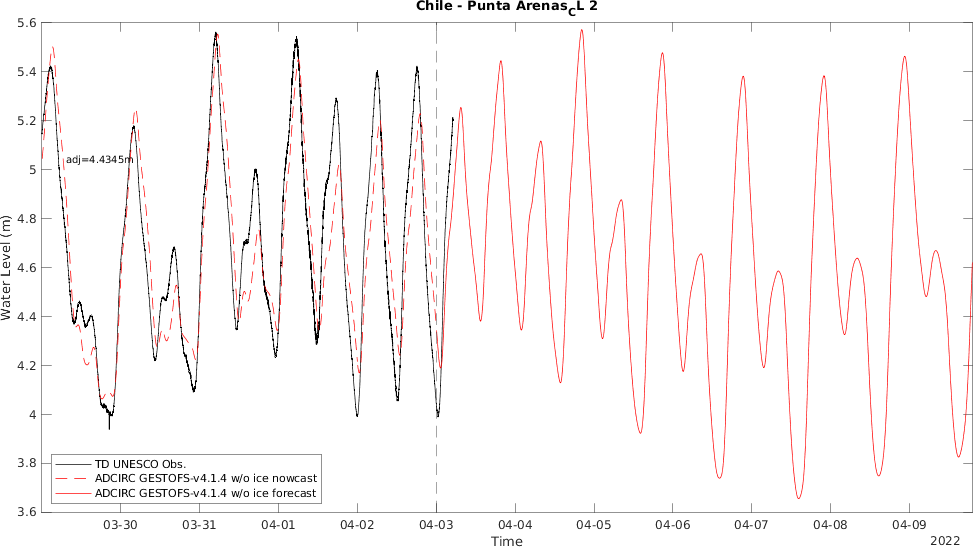 Chile - Punta Arenas_CL 2
5.6
5.4
5.2
5
4.8
4.6
4.4
4.2
4
3.8
3.6
Water Level (m)
adj=4.4345m
TD UNESCO Obs.
ADCIRC GESTOFS-v4.1.4 w/o ice nowcast
ADCIRC GESTOFS-v4.1.4 w/o ice forecast
03-30 03-31 04-01 04-02 04-03 04-04 04-05 04-06 04-07 04-08 04-09
Time
2022